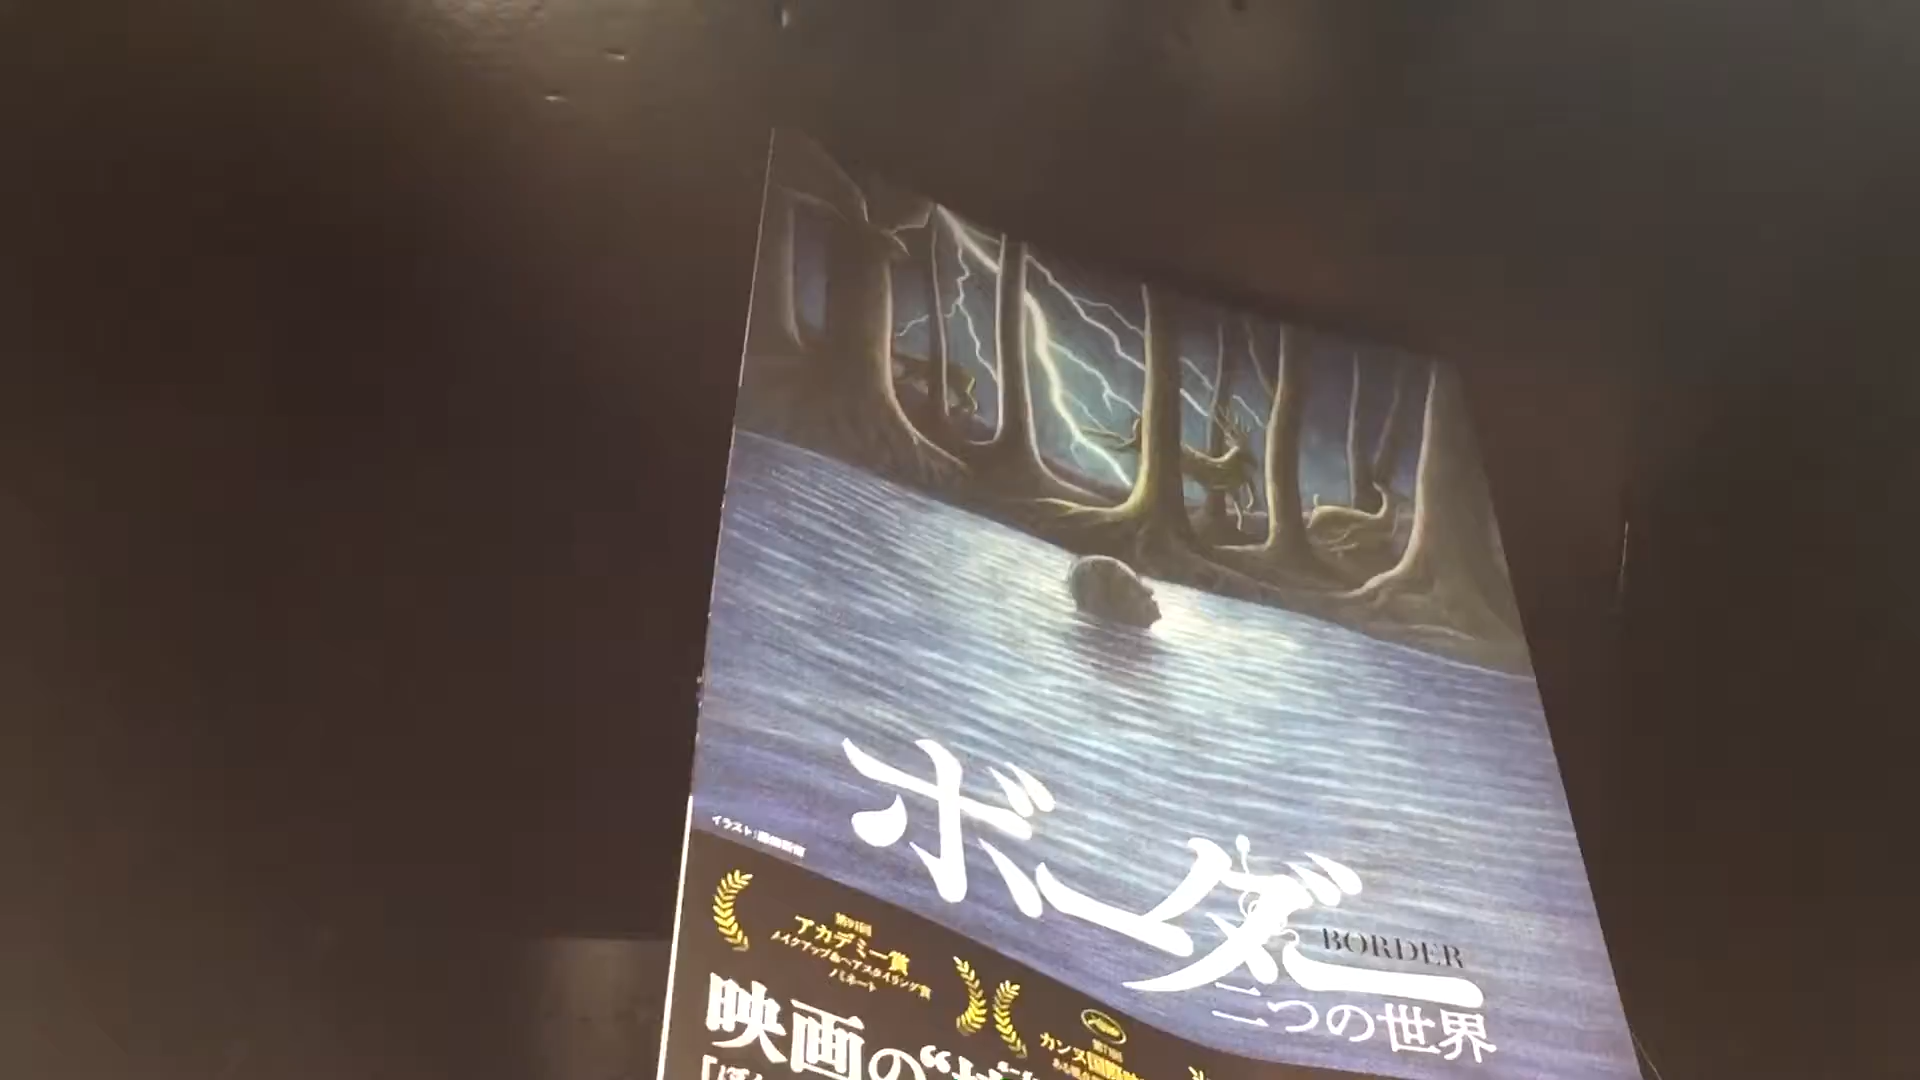 ボーダー
BORDER
二つの世界
イラスト:
第91回
アカデミー賞
メイクアップ&ヘアスタイリング賞
ノミネート
カンヌ国際
映画の“
「ぼ